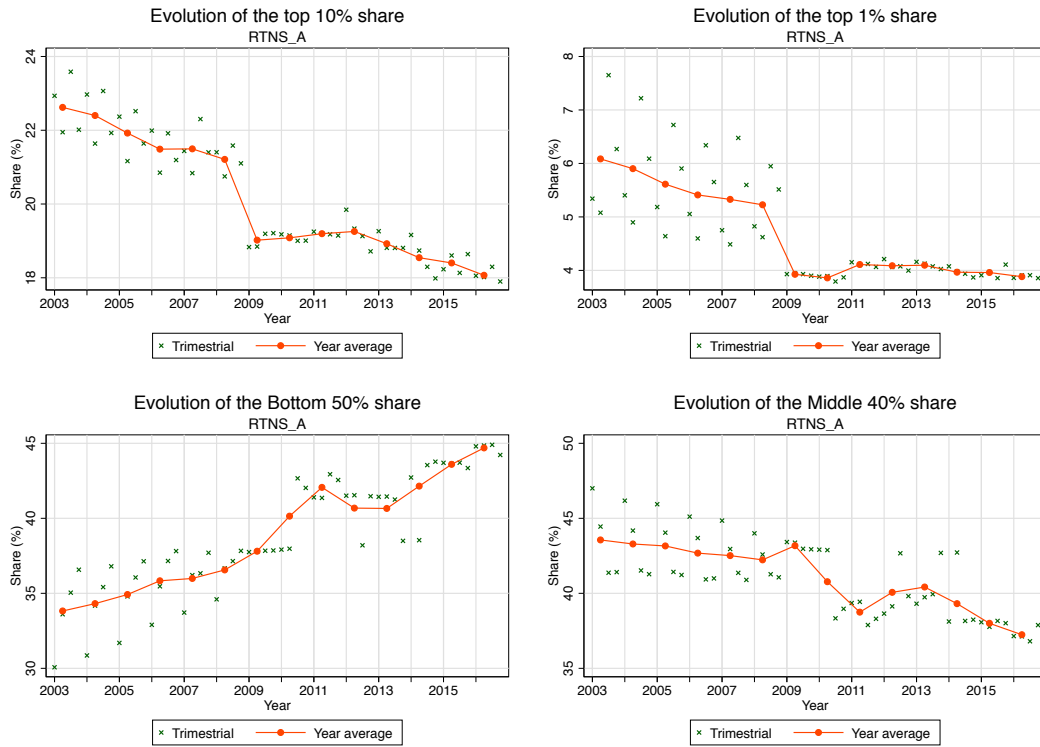 Evolution of the top 10% share
RTNS_A
Share (%)
24
22
20
18
2003 2005 2007 2009 2011 2013 2015
Year
Trimestrial Year average
Evolution of the top 1% share
RTNS_A
Share (%)
8
7
6
5
4
2003 2005 2007 2009 2011 2013 2015
Year
Trimestrial Year average
Evolution of the Bottom 50% share
RTNS_A
Share (%)
45
40
35
30
2003 2005 2007 2009 2011 2013 2015
Year
Trimestrial Year average
Evolution of the Middle 40% share
RTNS_A
Share (%)
50
45
40
35
2003 2005 2007 2009 2011 2013 2015
Year
Trimestrial Year average